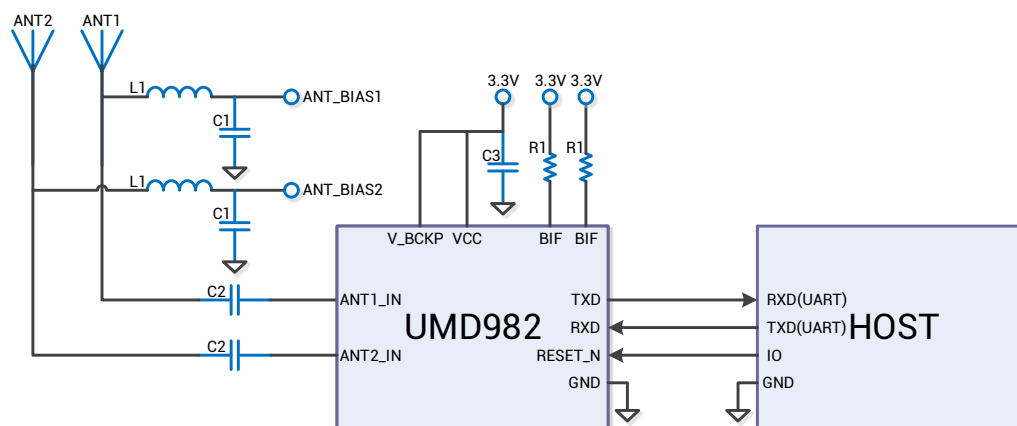 ANT2 ANT1
L1 ANT_BIAS1
C1
L1 ANT_BIAS2
C1
3.3V 3.3V 3.3V
C3 R1 R1
V_BCKP VCC BIF BIF
C2 ANT1_IN
C2 ANT2_IN
UMD982
TXD
RXD
RESET_N
GND
RXD(UART)
TXD(UART)
IO
GND
HOST